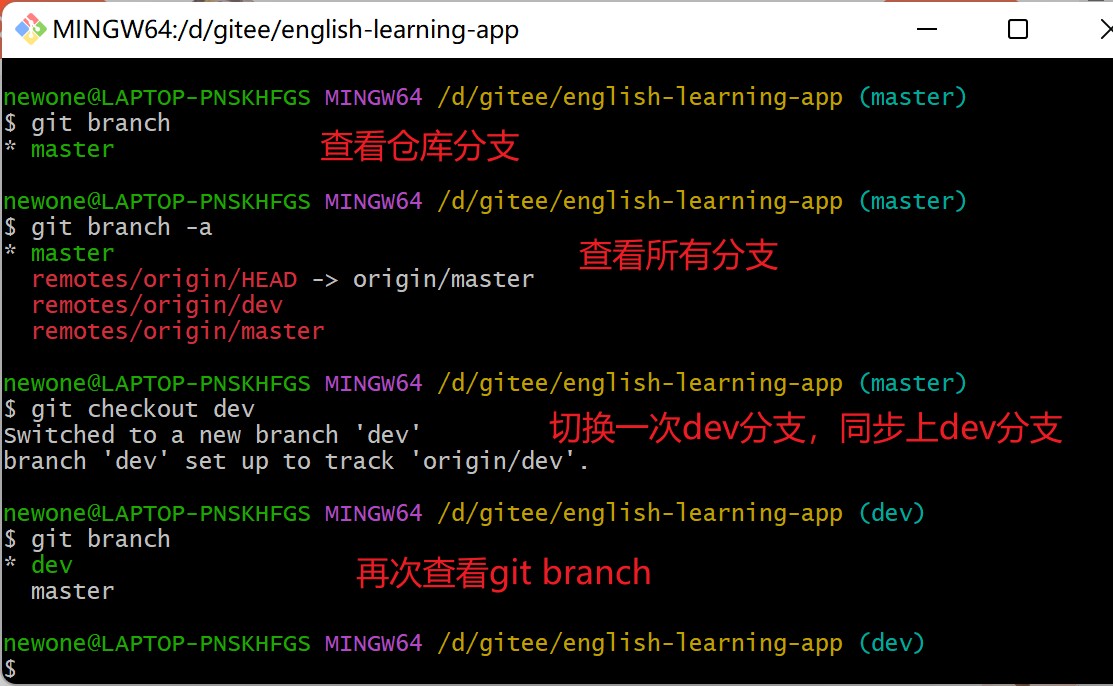 MINGW64:/d/gitee/english-learning-app
newone@LAPTOP-PNSKHFGS MINGW64 /d/gitee/english-learning-app (master)
$ git branch
* master
查看仓库分支
newone@LAPTOP-PNSKHFGS MINGW64 /d/gitee/english-learning-app (master)
$ git branch -a
* master
查看所有分支
remotes/origin/HEAD -> origin/master
remotes/origin/dev
remotes/origin/master
newone@LAPTOP-PNSKHFGS MINGW64 /d/gitee/english-learning-app (master)
$ git checkout dev
Switched to a new branch 'dev'
切换一次dev分支，同步上dev分支
branch 'dev' set up to track 'origin/dev'.
newone@LAPTOP-PNSKHFGS MINGW64 /d/gitee/english-learning-app (dev)
$ git branch
* dev
再次查看git branch
master
newone@LAPTOP-PNSKHFGS MINGW64 /d/gitee/english-learning-app (dev)
$